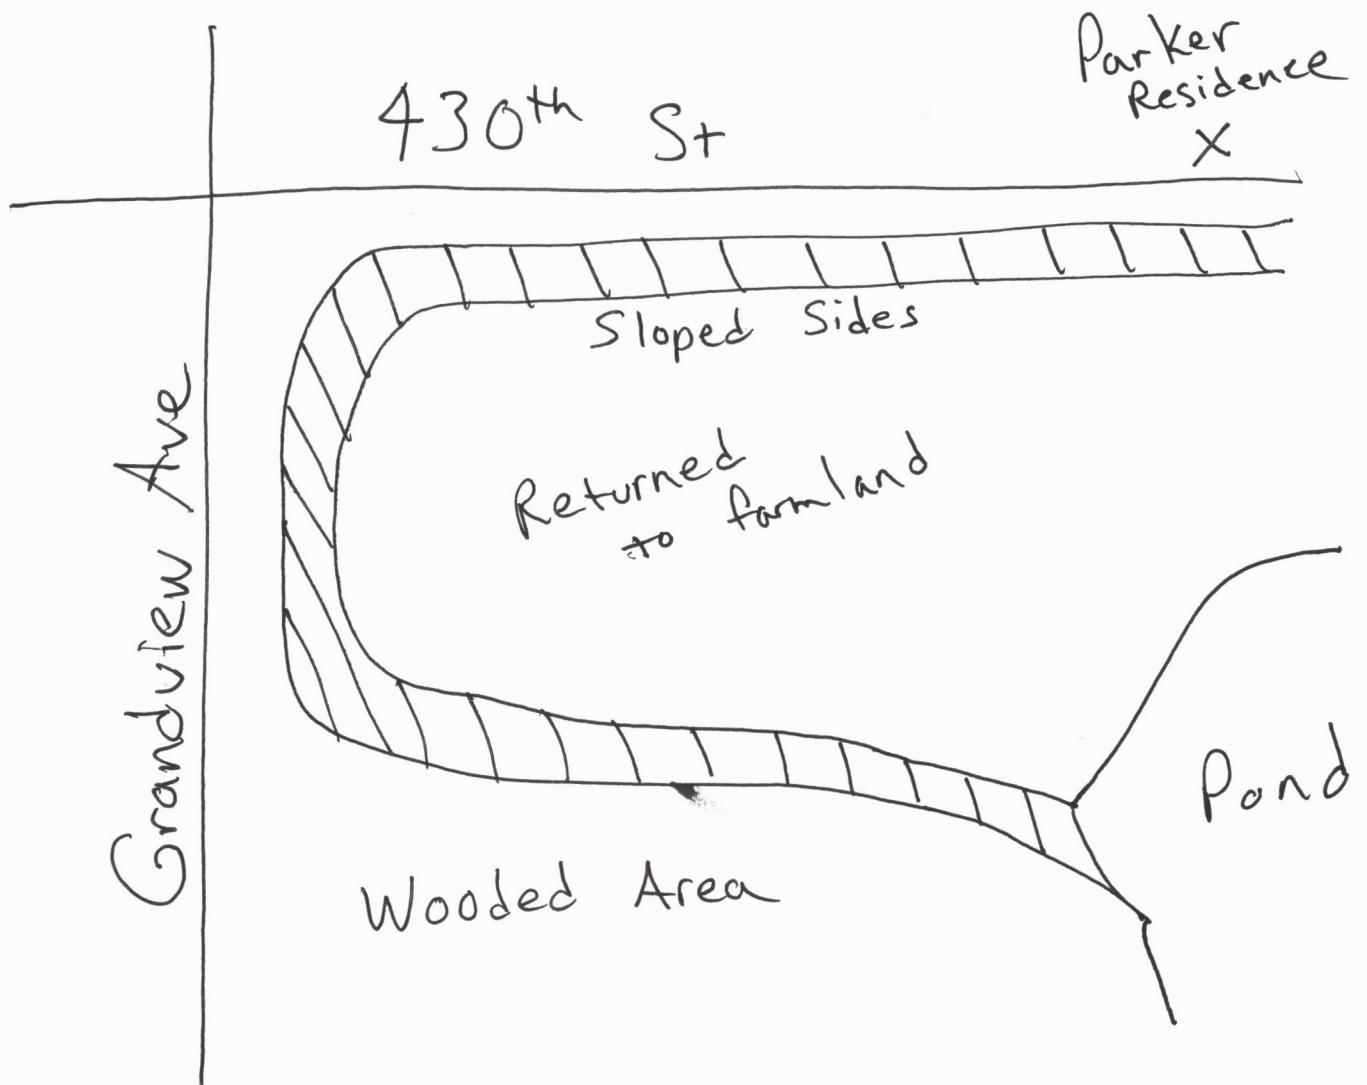 Parker
Residence
X
430th St
Sloped Sides
Grandview Ave
Returned
to farmland
Pond
Wooded Area